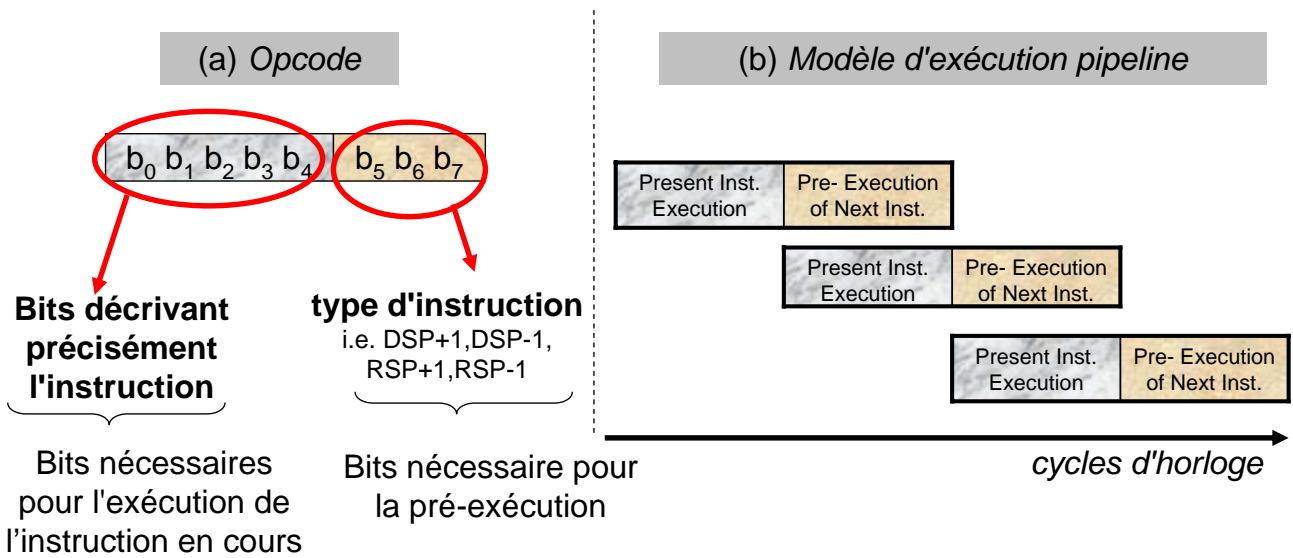 (a) Opcode
b0 b1 b2 b3 b4
b5 b6 b7
Bits décrivant
précisément
l'instruction
Bits nécessaires
pour l'exécution de
l’instruction en cours
type d'instruction
i.e. DSP+1,DSP-1,
RSP+1,RSP-1
Bits nécessaire pour
la pré-exécution
(b) Modèle d'exécution pipeline
Present Inst.
Execution
Pre- Execution
of Next Inst.
Present Inst.
Execution
Pre- Execution
of Next Inst.
Present Inst.
Execution
Pre- Execution
of Next Inst.
cycles d'horloge